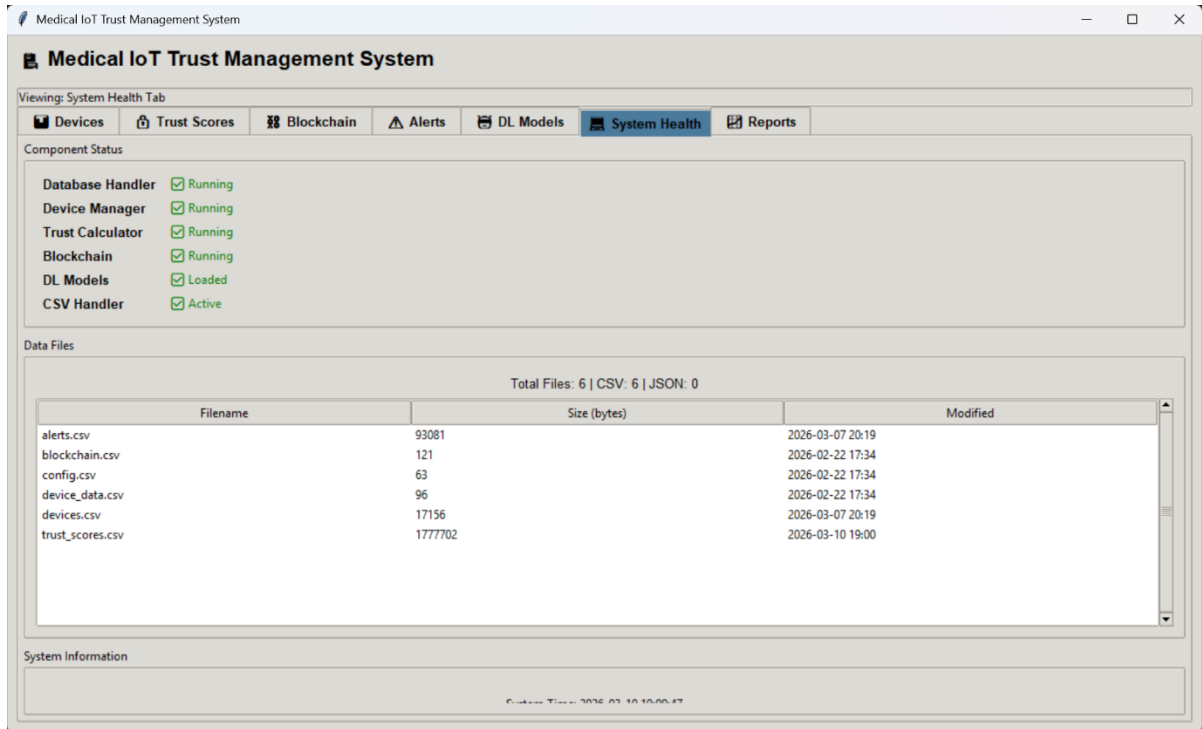 Medical IoT Trust Management System
Medical IoT Trust Management System
Viewing: System Health Tab
Devices Trust Scores Blockchain Alerts DL Models System Health Reports
Component Status
Database Handler Running
Device Manager Running
Trust Calculator Running
Blockchain Running
DL Models Loaded
CSV Handler Active
Data Files
Total Files: 6 | CSV: 6 | JSON: 0
Filename Size (bytes) Modified
alerts.csv 93081 2026-03-07 20:19
blockchain.csv 121 2026-02-22 17:34
config.csv 63 2026-02-22 17:34
device_data.csv 96 2026-02-22 17:34
devices.csv 17156 2026-03-07 20:19
trust_scores.csv 1777702 2026-03-10 19:00
System Information
System Time: 2026-03-10